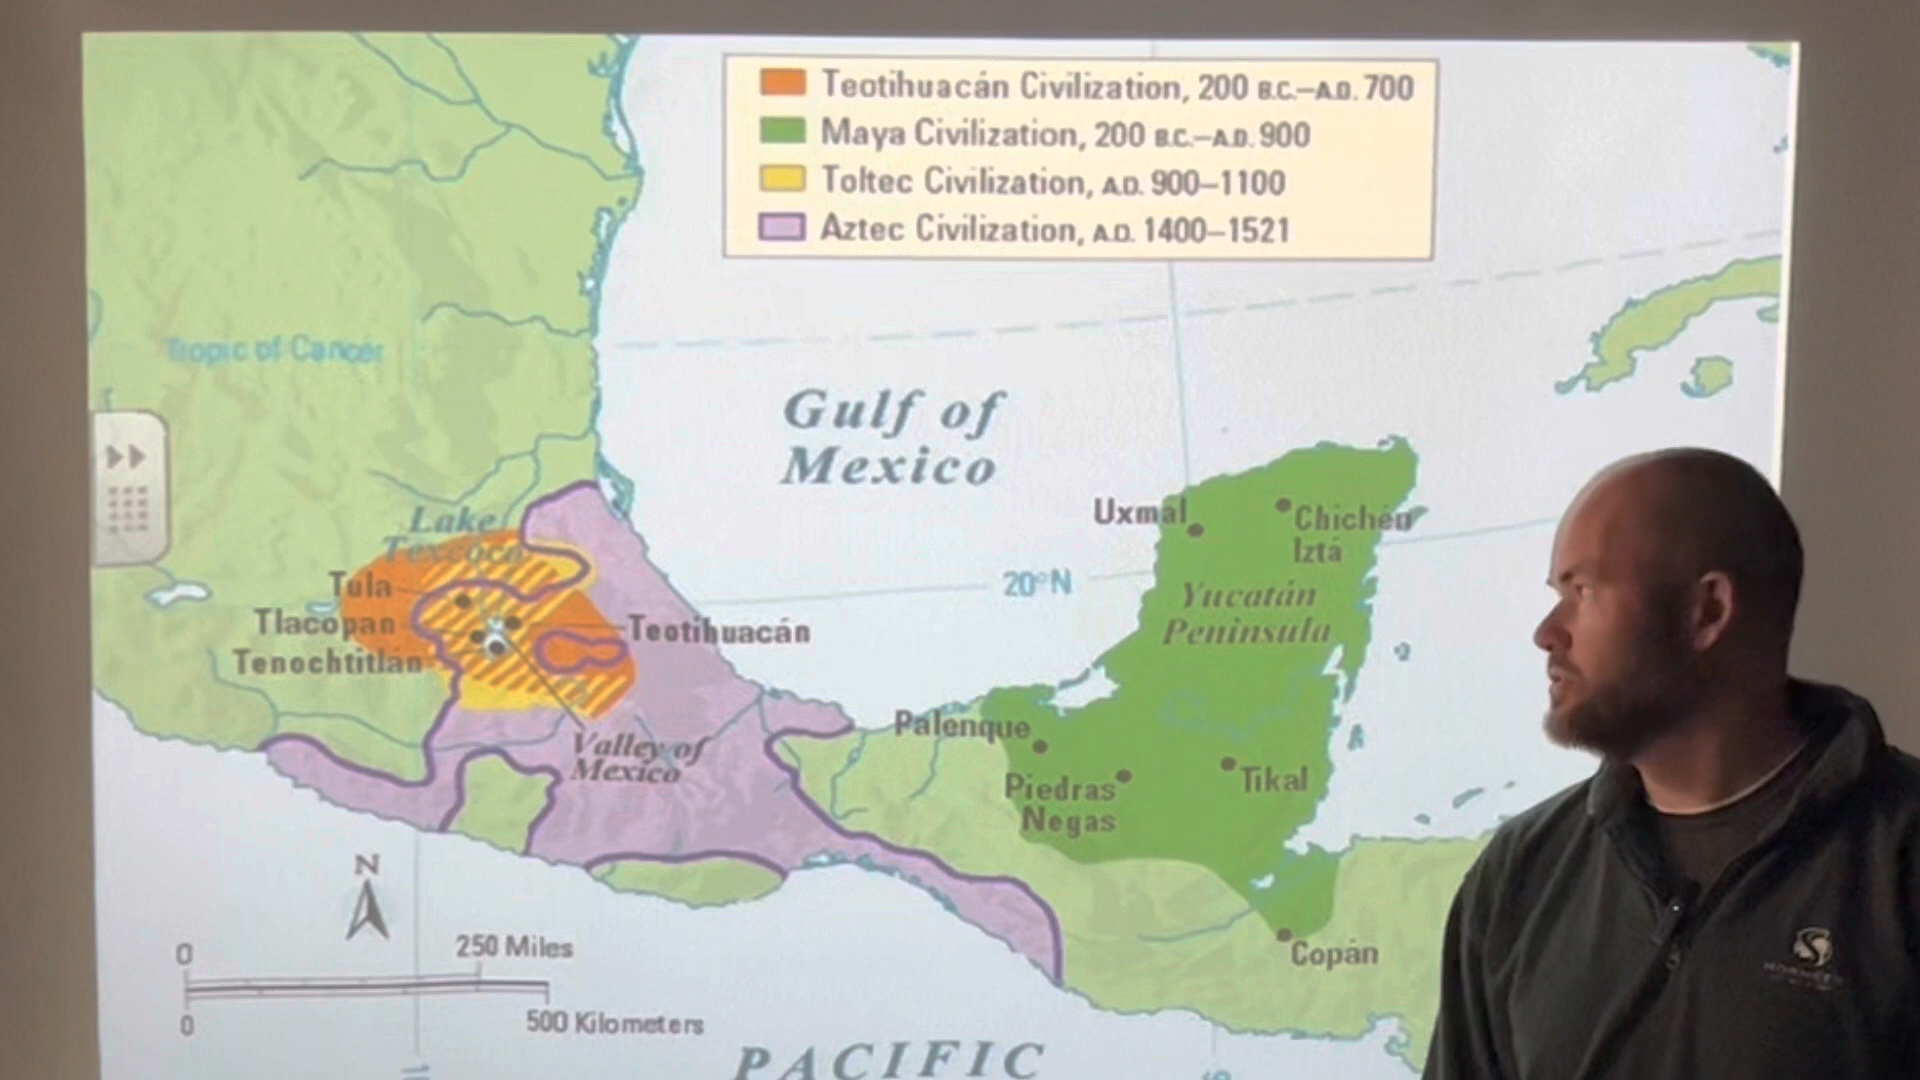 Teotihuacán Civilization, 200 B.C.–A.D. 700
Maya Civilization, 200 B.C.–A.D. 900
Toltec Civilization, A.D. 900–1100
Aztec Civilization, A.D. 1400–1521
Tropic of Cancer
Gulf of
Mexico
Lake
Texcoco
Uxmal
Chichén
Iztá
20°N
Yucatán
Peninsula
Tula
Tlacopan
Teotihuacán
Tenochtitlán
Palenque
Valley of
Mexico
Piedras
Negas
Tikal
N
Copán
0
250 Miles
0
500 Kilometers
PACIFIC